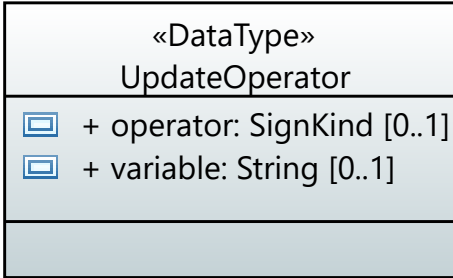 «DataType»
UpdateOperator
+ operator: SignKind [0..1]
+ variable: String [0..1]